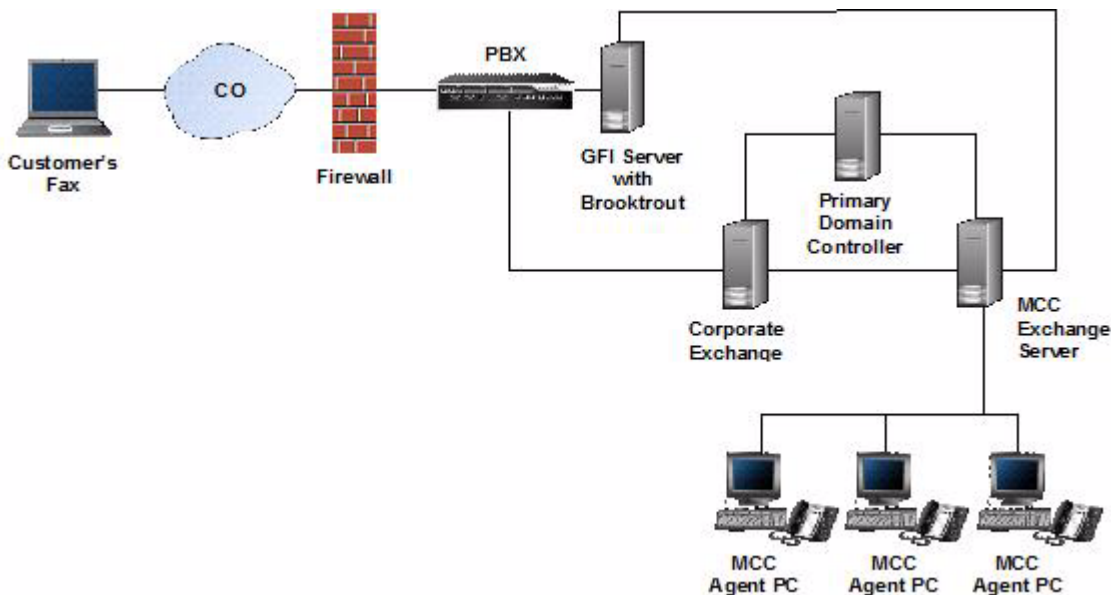 PBX
CO
Customer's
Fax
Firewall
GFI Server
with
Brooktrout
Primary
Domain
Controller
Corporate
Exchange
MCC
Exchange
Server
MCC
Agent PC
MCC
Agent PC
MCC
Agent PC